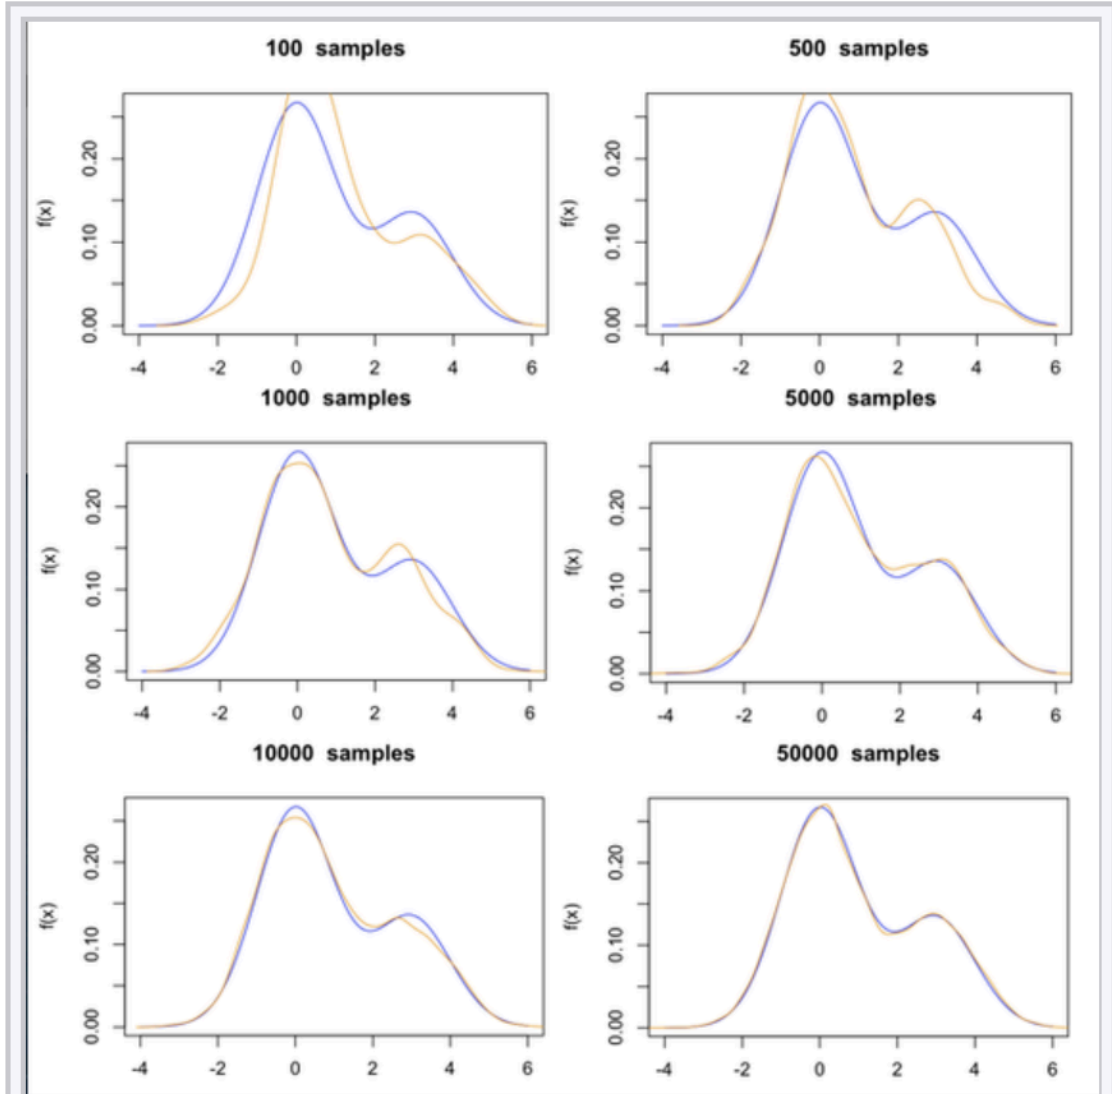 100 samples
500 samples
f(x)
0.00 0.10 0.20
-4 -2 0 2 4 6
f(x)
0.00 0.10 0.20
-4 -2 0 2 4 6
1000 samples
5000 samples
f(x)
0.00 0.10 0.20
-4 -2 0 2 4 6
f(x)
0.00 0.10 0.20
-4 -2 0 2 4 6
10000 samples
50000 samples
f(x)
0.00 0.10 0.20
-4 -2 0 2 4 6
f(x)
0.00 0.10 0.20
-4 -2 0 2 4 6